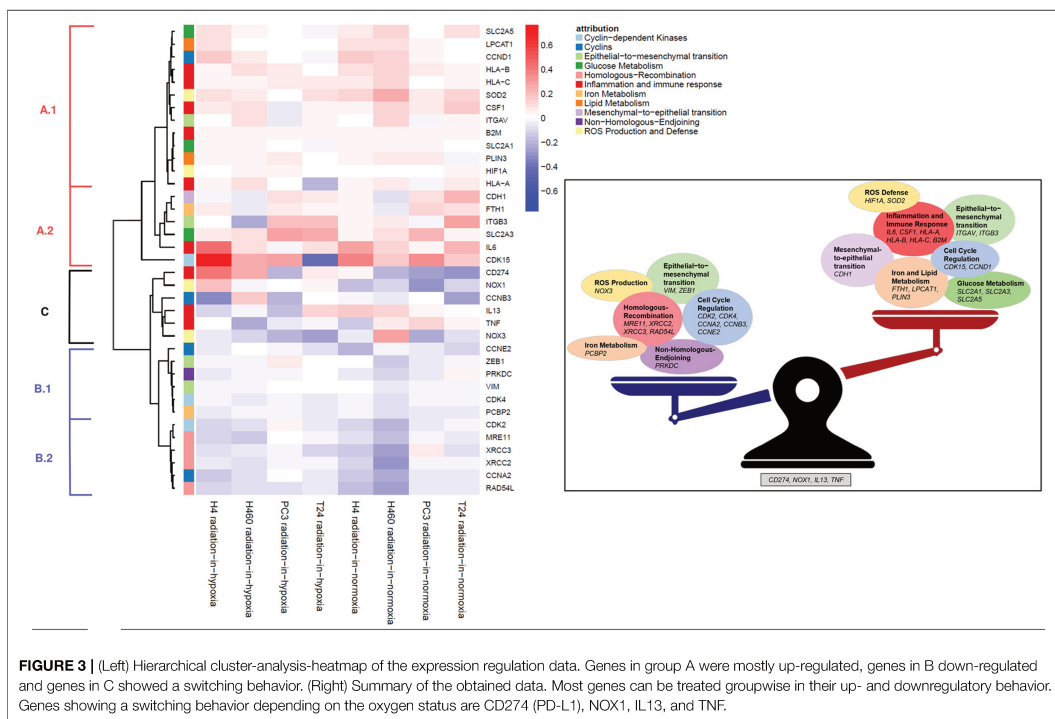 A.1
A.2
C
B.1
B.2
SLC2A5
LPCAT1
CCND1
HLA-B
HLA-C
SOD2
CSF1
ITGAV
B2M
SLC2A1
PLIN3
HIF1A
HLA-A
CDH1
FTH1
ITGB3
SLC2A3
IL6
CDK15
CD274
NOX1
CCNB3
IL13
TNF
NOX3
CCNE2
ZEB1
PRKDC
VIM
CDK4
PCBP2
CDK2
MRE11
XRCC3
XRCC2
CCNA2
RAD54L
H4 radiation-in-hypoxia
H460 radiation-in-hypoxia
PC3 radiation-in-hypoxia
T24 radiation-in-hypoxia
H4 radiation-in-normoxia
H460 radiation-in-normoxia
PC3 radiation-in-normoxia
T24 radiation-in-normoxia
0.6
0.4
0.2
0
-0.2
-0.4
-0.6
attribution
Cyclin-dependent Kinases
Cyclins
Epithelial-to-mesenchymal transition
Glucose Metabolism
Homologous-Recombination
Inflammation and immune response
Iron Metabolism
Lipid Metabolism
Mesenchymal-to-epithelial transition
Non-Homologous-Endjoining
ROS Production and Defense
ROS Production
NOX3
Epithelial-to-
mesenchymal
transition
VIM, ZEB1
Homologous-
Recombination
MRE11, XRCC2,
XRCC3, RAD54L
Cell Cycle
Regulation
CDK2, CDK4,
CCNA2, CCNB3,
CCNE2
Iron Metabolism
PCBP2
Non-Homologous-
Endjoining
PRKDC
ROS Defense
HIF1A, SOD2
Inflammation and
Immune Response
IL6, CSF1, HLA-A,
HLA-B, HLA-C, B2M
Epithelial-to-
mesenchymal
transition
ITGAV, ITGB3
Mesenchymal-
to-epithelial
transition
CDH1
Cell Cycle
Regulation
CDK15, CCND1
Iron and Lipid
Metabolism
FTH1, LPCAT1,
PLIN3
Glucose Metabolism
SLC2A1, SLC2A3,
SLC2A5
CD274, NOX1, IL13, TNF
FIGURE 3 | (Left) Hierarchical cluster-analysis-heatmap of the expression regulation data. Genes in group A were mostly up-regulated, genes in B down-regulated
and genes in C showed a switching behavior. (Right) Summary of the obtained data. Most genes can be treated groupwise in their up- and downregulatory behavior.
Genes showing a switching behavior depending on the oxygen status are CD274 (PD-L1), NOX1, IL13, and TNF.